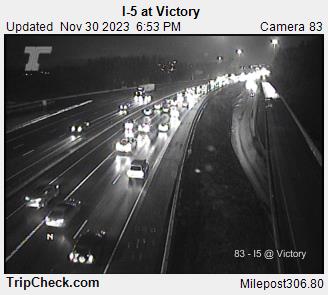 I-5 at Victory
Updated Nov 30 2023 6:53 PM Camera 83
T
N
83 - I5 @ Victory
TripCheck.com Milepost306.80